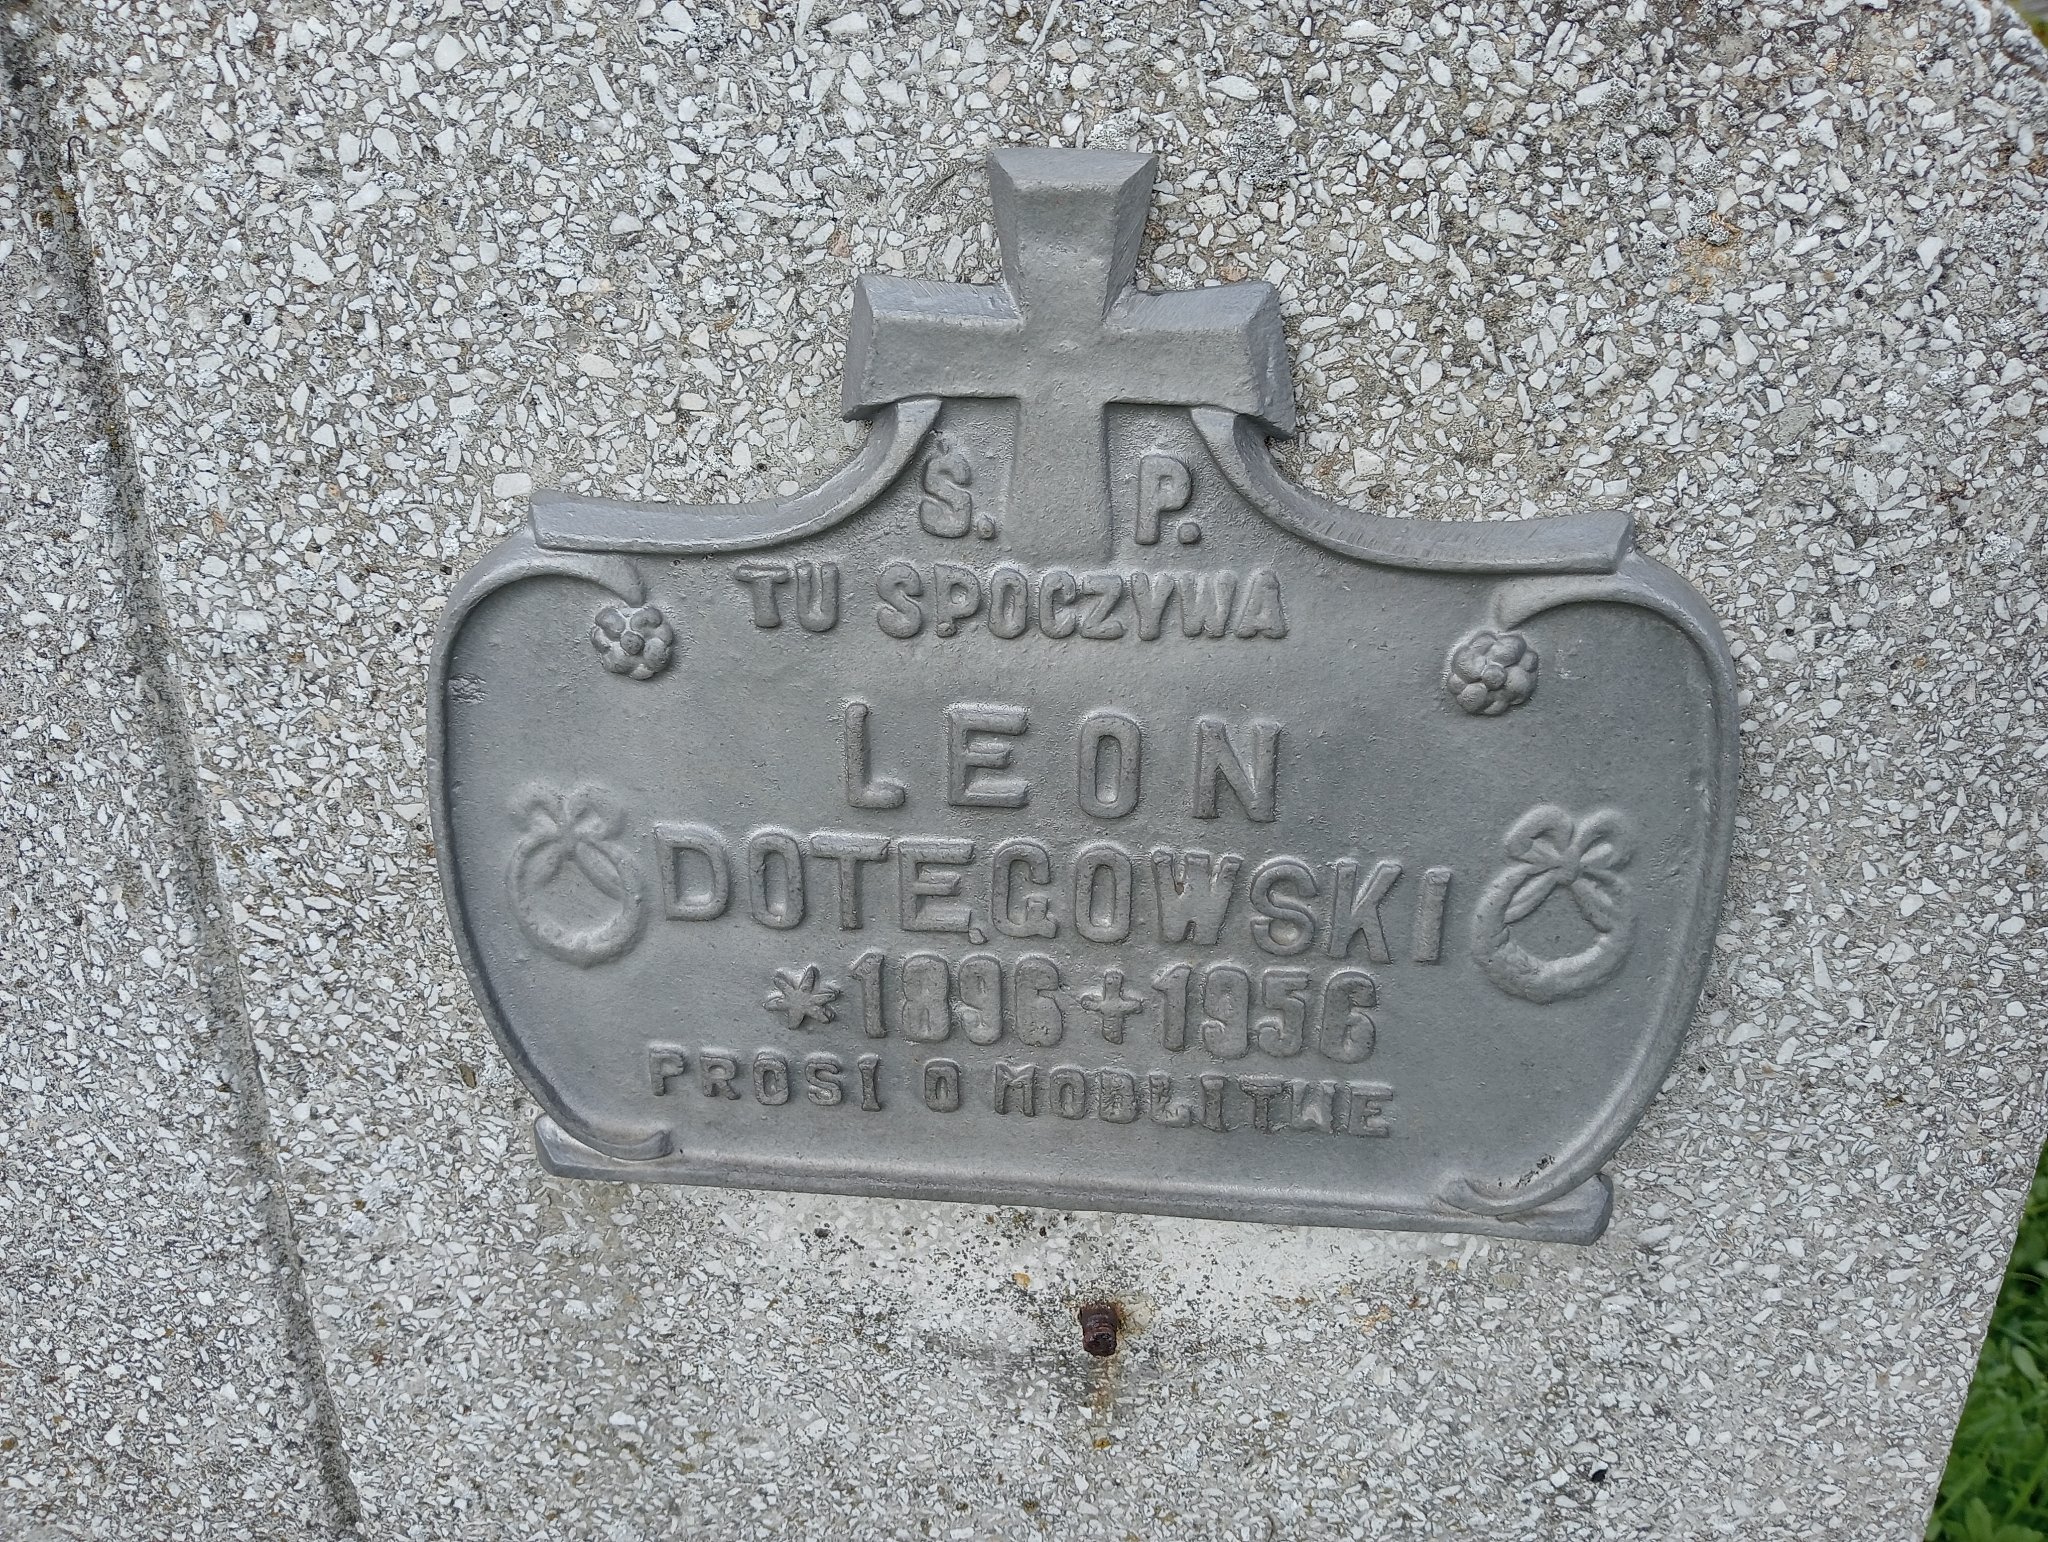 Ś. P.
TU SPOCZYWA
LEON
DOTĘGOWSKI
* 1896 + 1956
PROSI O MODLITWE